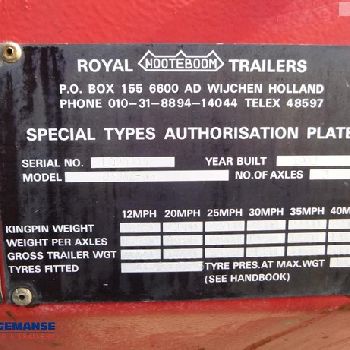 ROYAL NOOTEBOOM TRAILERS
P.O. BOX 155 6600 AD WIJCHEN HOLLAND
PHONE 010-31-8894-14044 TELEX 48597
SPECIAL TYPES AUTHORISATION PLATE
SERIAL NO. YEAR BUILT
MODEL NO. OF AXLES
12MPH 20MPH 25MPH 30MPH 35MPH 40M
KINGPIN WEIGHT
WEIGHT PER AXLES
GROSS TRAILER WGT
TYRES FITTED TYRE PRES. AT MAX. WGT
(SEE HANDBOOK)
GEMANSE